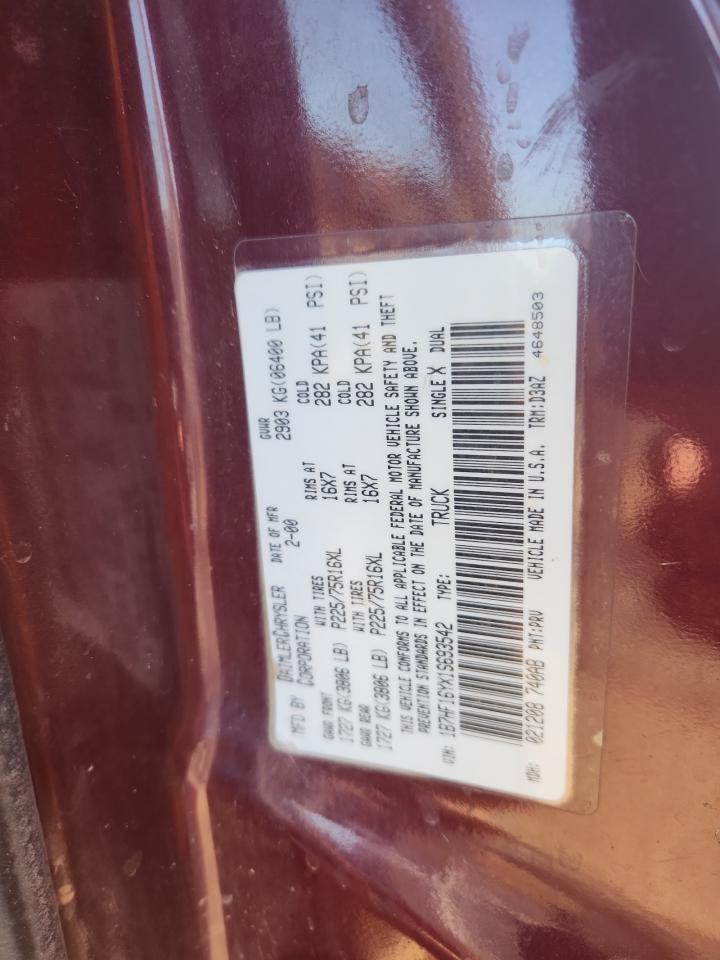 MFD BY DAIMLERCHRYSLER CORPORATION DATE OF MFR 2-00 GVWR 2903 KG(06400 LB)
GAWR FRONT WITH TIRES RIMS AT COLD
1727 KG(3806 LB) P225/75R16XL 16X7 282 KPA(41 PSI)
GAWR REAR WITH TIRES RIMS AT COLD
1727 KG(3806 LB) P225/75R16XL 16X7 282 KPA(41 PSI)
THIS VEHICLE CONFORMS TO ALL APPLICABLE FEDERAL MOTOR VEHICLE SAFETY AND THEFT
PREVENTION STANDARDS IN EFFECT ON THE DATE OF MANUFACTURE SHOWN ABOVE.
VIN: 1B7HF16YX1S693542 TYPE: TRUCK SINGLE X DUAL
MDH: 021208 740AB PNT:PRV VEHICLE MADE IN U.S.A. TRM:D3AZ 4648503